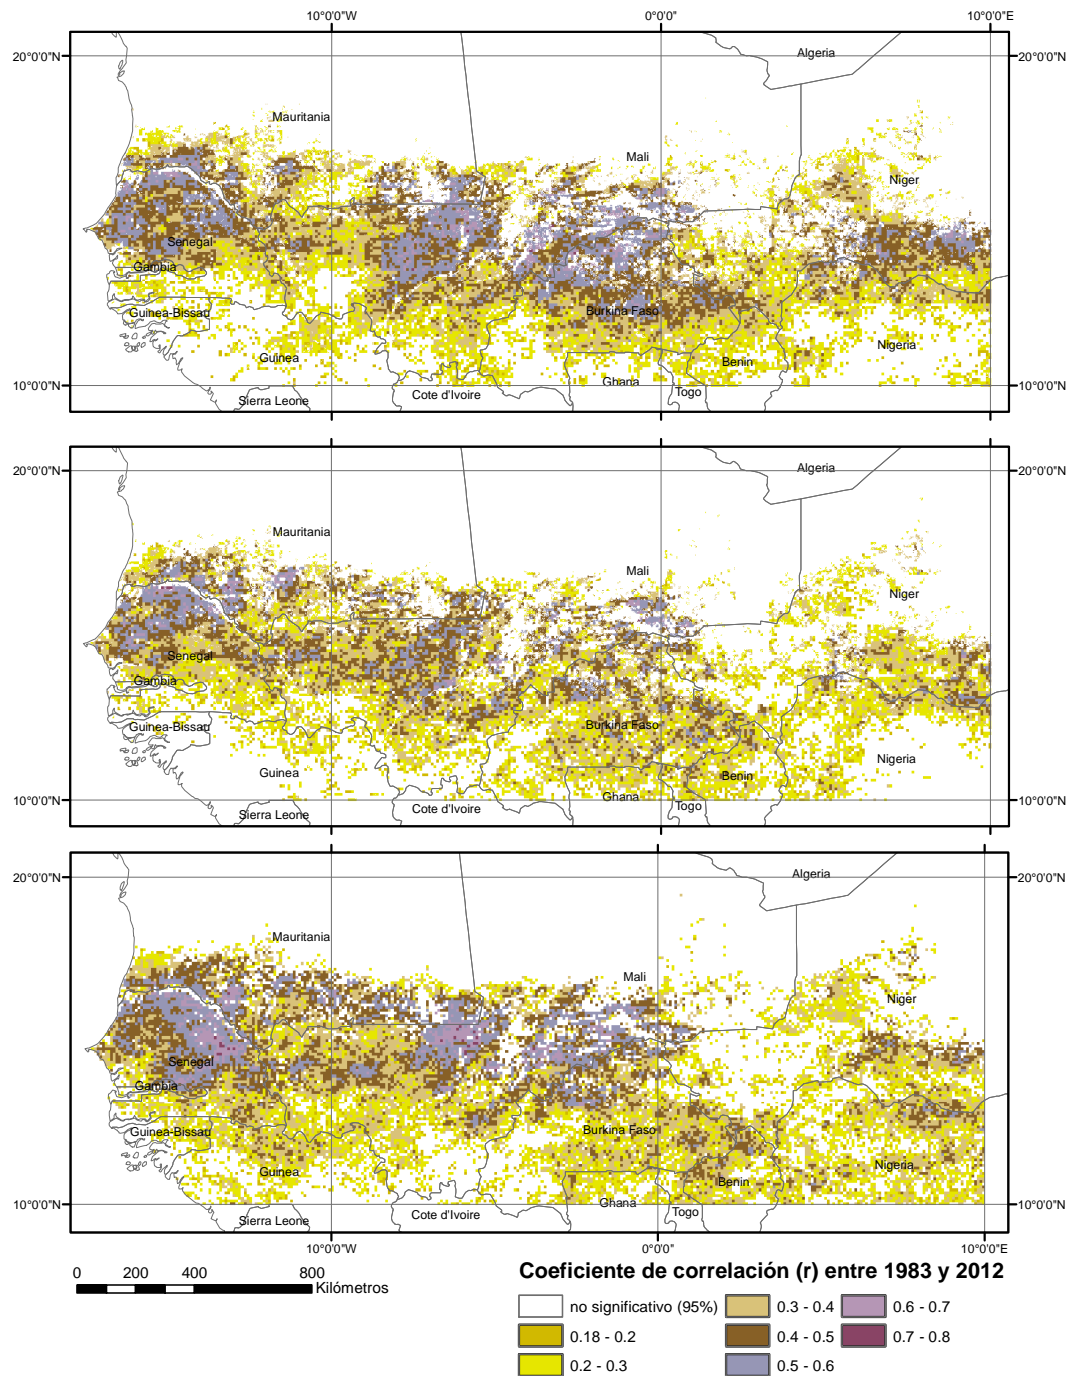 10°0'0"W 0°0'0" 10°0'0"E
20°0'0"N Algeria 20°0'0"N
Mauritania
Mali
Niger
Senegal
Gambia
Guinea-Bissau Burkina Faso
Guinea Benin Nigeria
10°0'0"N Ghana 10°0'0"N
Sierra Leone Cote d'Ivoire Togo
20°0'0"N Algeria 20°0'0"N
Mauritania
Mali
Niger
Senegal
Gambia
Guinea-Bissau Burkina Faso
Guinea Benin Nigeria
10°0'0"N Ghana 10°0'0"N
Sierra Leone Cote d'Ivoire Togo
20°0'0"N Algeria 20°0'0"N
Mauritania
Mali
Niger
Senegal
Gambia
Guinea-Bissau Burkina Faso
Guinea Benin Nigeria
10°0'0"N Ghana 10°0'0"N
Sierra Leone Cote d'Ivoire Togo
10°0'0"W 0°0'0" 10°0'0"E
0 200 400 800
Kilómetros
Coeficiente de correlación (r) entre 1983 y 2012
no significativo (95%) 0.3 - 0.4 0.6 - 0.7
0.18 - 0.2 0.4 - 0.5 0.7 - 0.8
0.2 - 0.3 0.5 - 0.6